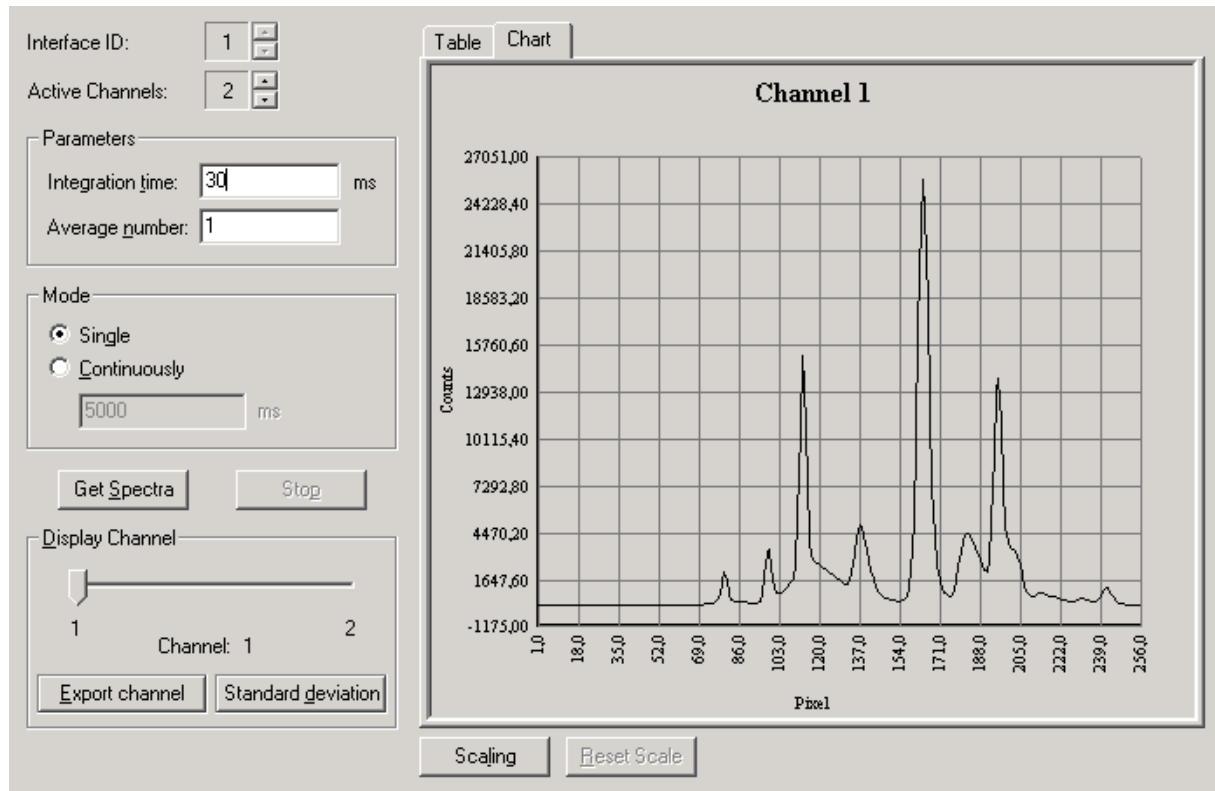 Interface ID: 1
Active Channels: 2
Parameters
Integration time: 30 ms
Average number: 1
Mode
Single
Continuously
5000 ms
Get Spectra Stop
Display Channel
1 2
Channel: 1
Export channel Standard deviation
Table Chart
Channel 1
27051,00
24228,40
21405,80
18583,20
15760,60
12938,00
10115,40
7292,80
4470,20
1647,60
-1175,00
Counts
1,0 18,0 35,0 52,0 69,0 86,0 103,0 120,0 137,0 154,0 171,0 188,0 205,0 222,0 239,0 256,0
Pixel
Scaling Reset Scale